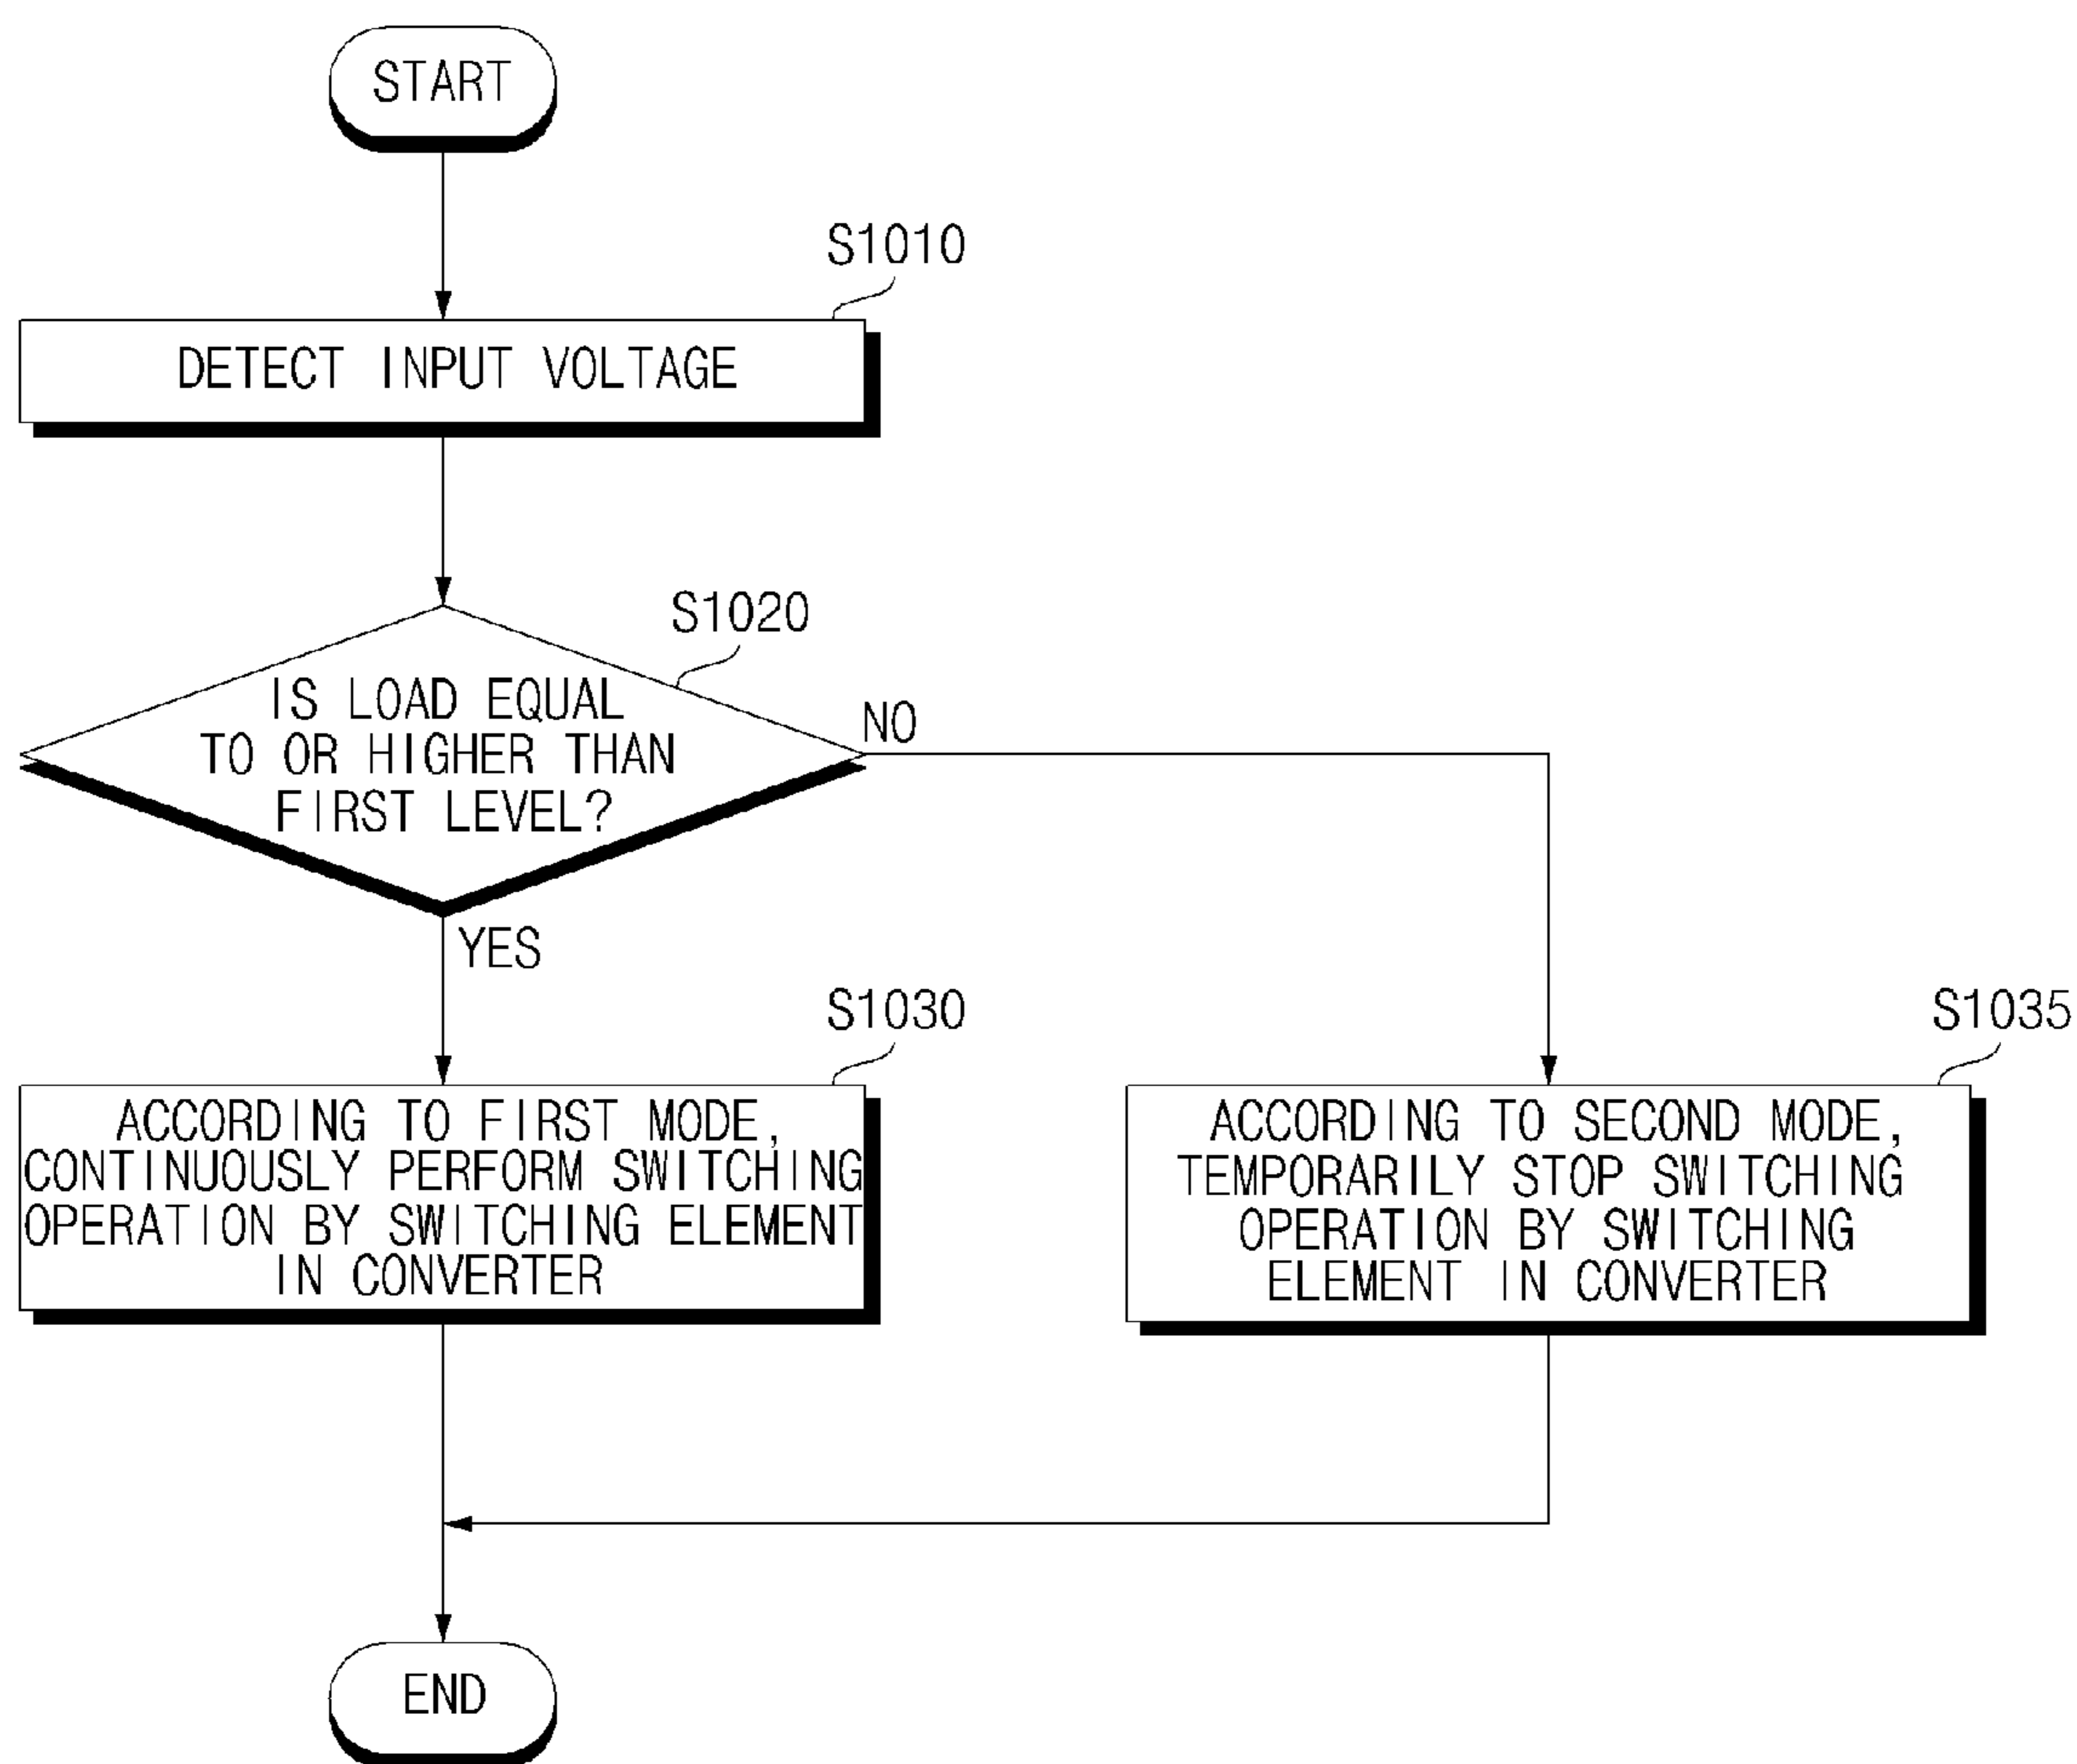 START
S1010
DETECT INPUT VOLTAGE
S1020
IS LOAD EQUAL
TO OR HIGHER THAN
FIRST LEVEL?
NO
YES
S1030
ACCORDING TO FIRST MODE,
CONTINUOUSLY PERFORM SWITCHING
OPERATION BY SWITCHING ELEMENT
IN CONVERTER
S1035
ACCORDING TO SECOND MODE,
TEMPORARILY STOP SWITCHING
OPERATION BY SWITCHING
ELEMENT IN CONVERTER
END